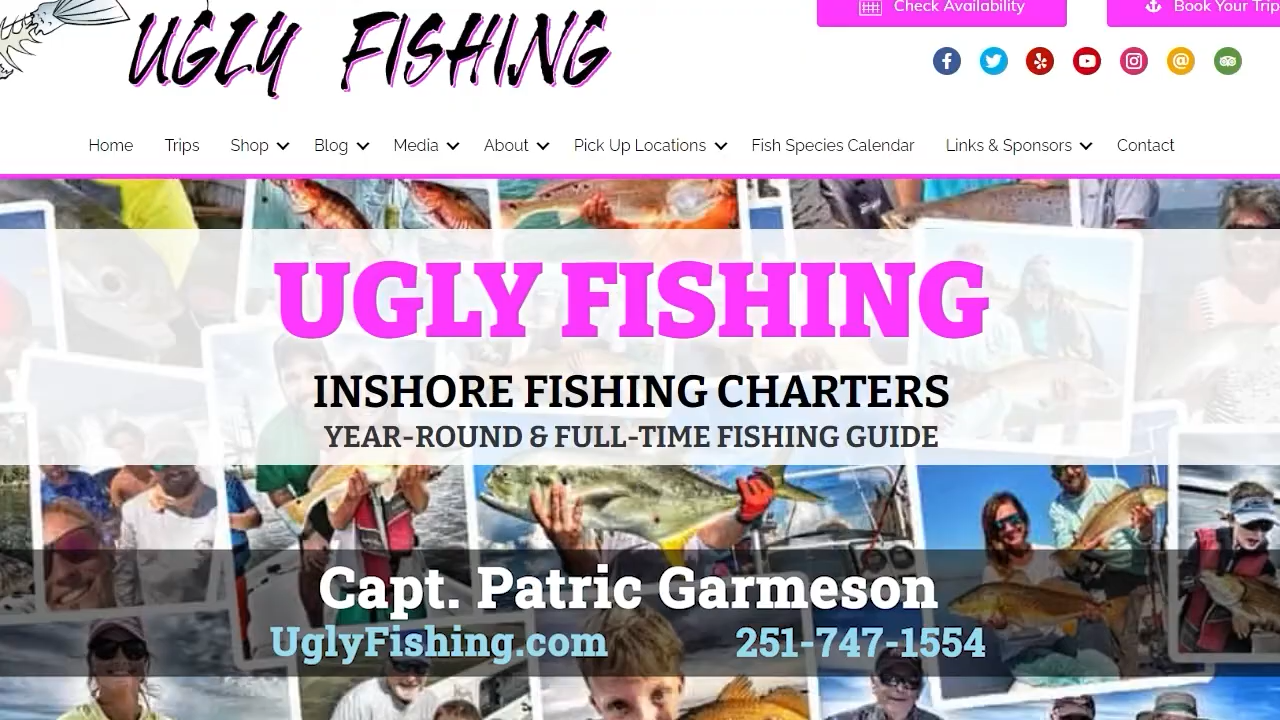 UGLY FISHING
Check Availability
Book Your Trip
Home Trips Shop Blog Media About Pick Up Locations Fish Species Calendar Links & Sponsors Contact
UGLY FISHING
INSHORE FISHING CHARTERS
YEAR-ROUND & FULL-TIME FISHING GUIDE
Capt. Patric Garmeson
UglyFishing.com 251-747-1554